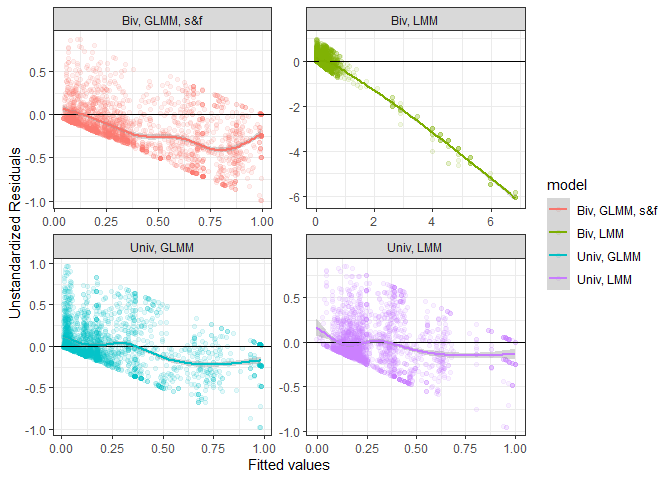 Biv, GLMM, s&f
Biv, LMM
0.5
0.0
-0.5
-1.0
0.00 0.25 0.50 0.75 1.00
0
-2
-4
-6
0 2 4 6
Univ, GLMM
Univ, LMM
1.0
0.5
0.0
-0.5
-1.0
0.00 0.25 0.50 0.75 1.00
0.5
0.0
-0.5
-1.0
0.00 0.25 0.50 0.75 1.00
Unstandardized Residuals
Fitted values
model
Biv, GLMM, s&f
Biv, LMM
Univ, GLMM
Univ, LMM